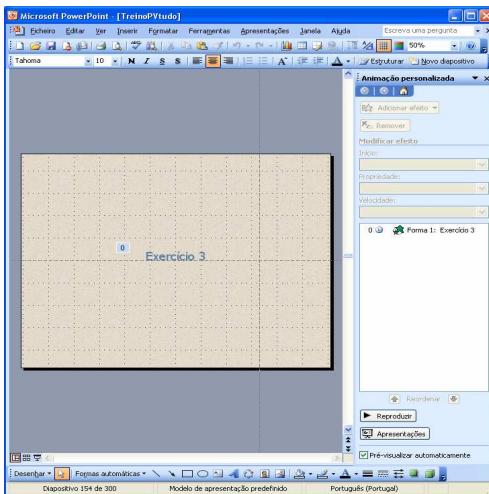 Microsoft PowerPoint - [TreinoPVtudo]
Ficheiro Editar Ver Inserir Formatar Ferramentas Apresentações Janela Ajuda Escreva uma pergunta
50%
Tahoma 10 N I S S Estruturar Novo diapositivo
Animação personalizada
Adicionar efeito
Remover
Modificar efeito
Início:
Propriedade:
Velocidade:
0 Forma 1: Exercício 3
0
Exercício 3
Reordenar
Reproduzir
Apresentações
Pré-visualizar automaticamente
Desenhar Formas automáticas
Diapositivo 154 de 300 Modelo de apresentação predefinido Português (Portugal)